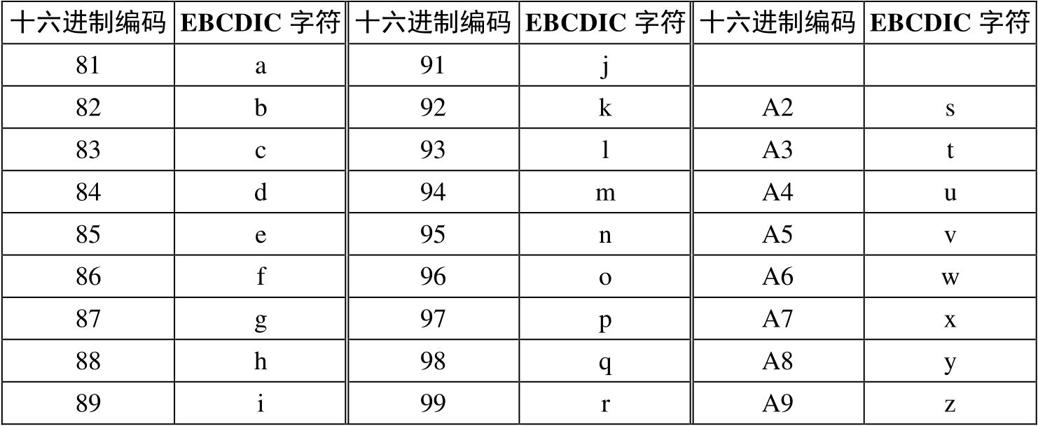 十六进制编码 EBCDIC 字符 十六进制编码 EBCDIC 字符 十六进制编码 EBCDIC 字符
81 a 91 j
82 b 92 k A2 s
83 c 93 l A3 t
84 d 94 m A4 u
85 e 95 n A5 v
86 f 96 o A6 w
87 g 97 p A7 x
88 h 98 q A8 y
89 i 99 r A9 z